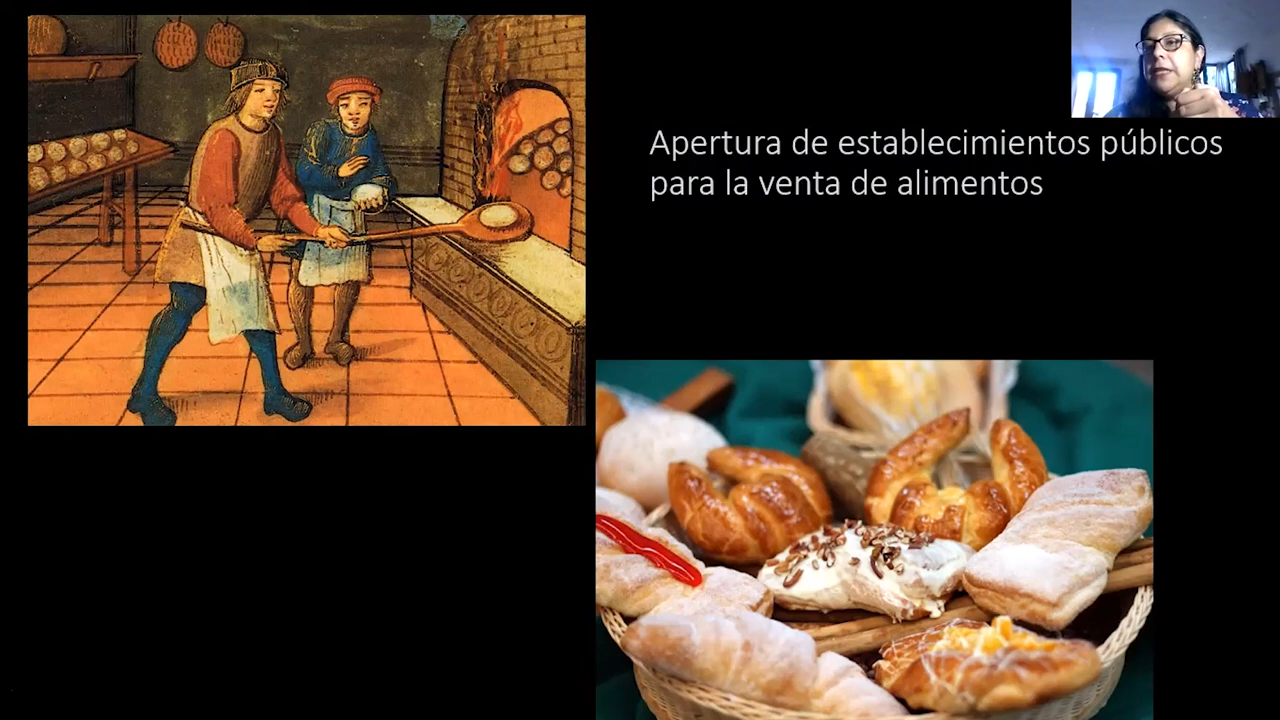 Apertura de establecimientos públicos
para la venta de alimentos